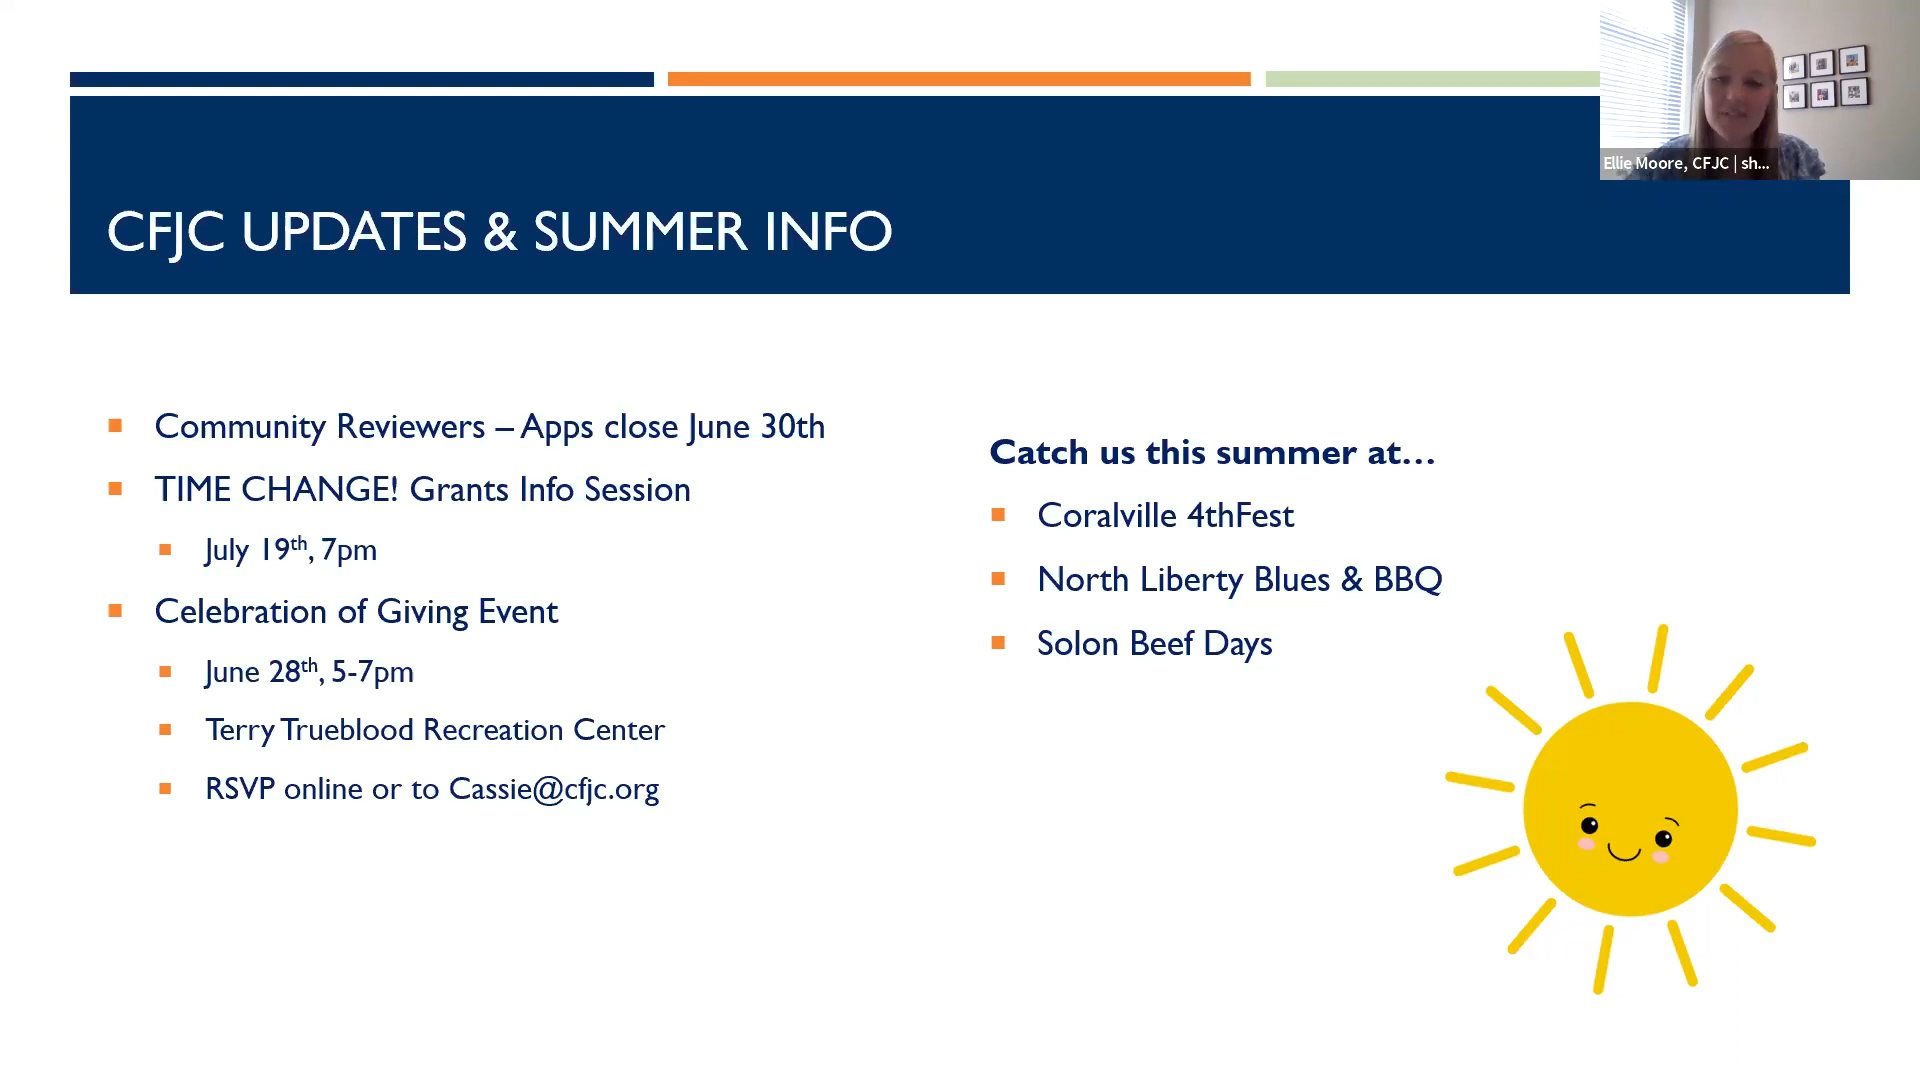 Ellie Moore, CFJC | sh...
CFJC UPDATES & SUMMER INFO
Community Reviewers – Apps close June 30th
TIME CHANGE! Grants Info Session
July 19th, 7pm
Celebration of Giving Event
June 28th, 5-7pm
Terry Trueblood Recreation Center
RSVP online or to Cassie@cfjc.org
Catch us this summer at…
Coralville 4thFest
North Liberty Blues & BBQ
Solon Beef Days